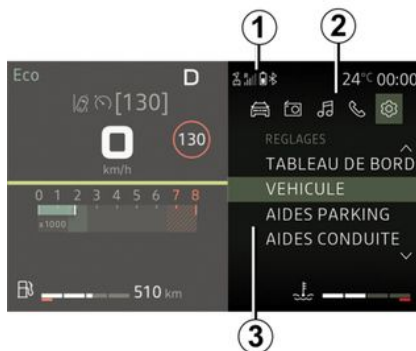 1
2
Eco
D
24°C 00:00
[130]
0
130
km/h
REGLAGES
TABLEAU DE BORD
VEHICULE
AIDES PARKING
AIDES CONDUITE
0 1 2 3 4 5 6 7 8
x1000
510 km
3